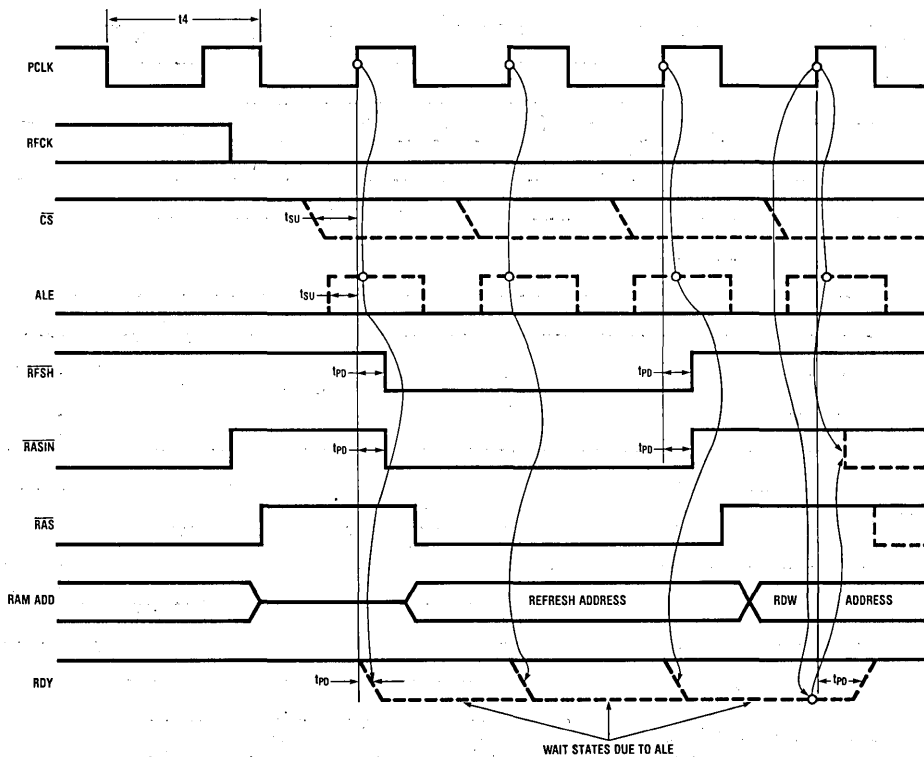 t4
PCLK
RFCK
CS
tSU
ALE
tSU
RFSH
tPD
tPD
RASIN
tPD
tPD
RAS
RAM ADD
REFRESH ADDRESS
RDW
ADDRESS
RDY
tPD
tPD
WAIT STATES DUE TO ALE